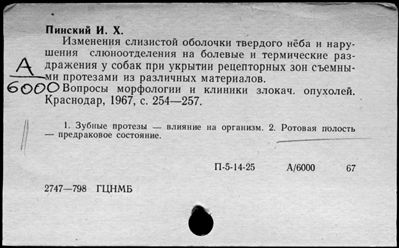 Пинский И. Х.
Изменения слизистой оболочки твердого нёба и нару-
шения слюноотделения на болевые и термические раз-
дражения у собак при укрытии рецепторных зон съемны-
ми протезами из различных материалов.
А
6000
Вопросы морфологии и клиники злокач. опухолей.
Краснодар, 1967, с. 254—257.
1. Зубные протезы — влияние на организм. 2. Ротовая полость
— предраковое состояние.
П-5-14-25 А/6000 67
2747—798 ГЦНМБ